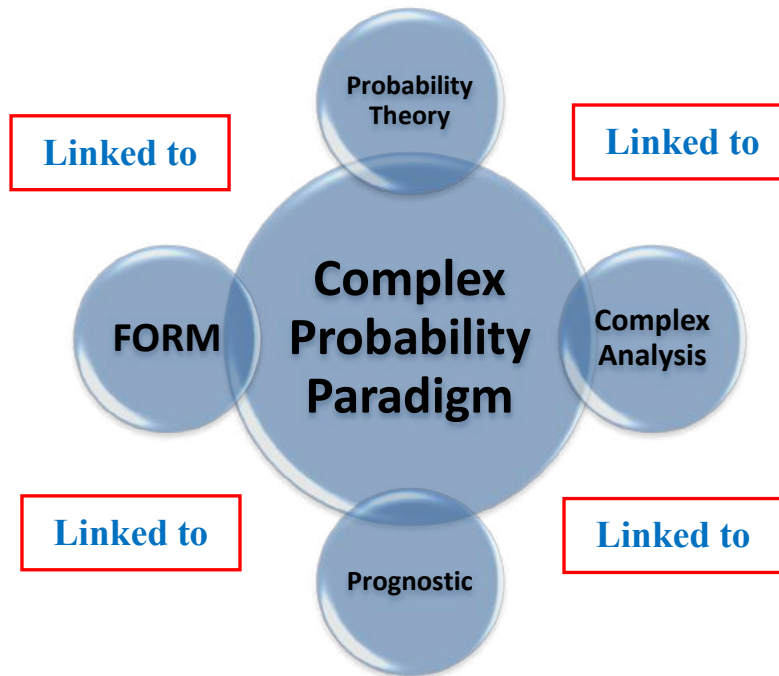 Probability
Theory
Linked to
Linked to
Complex
Probability
Paradigm
FORM
Complex
Analysis
Linked to
Linked to
Prognostic